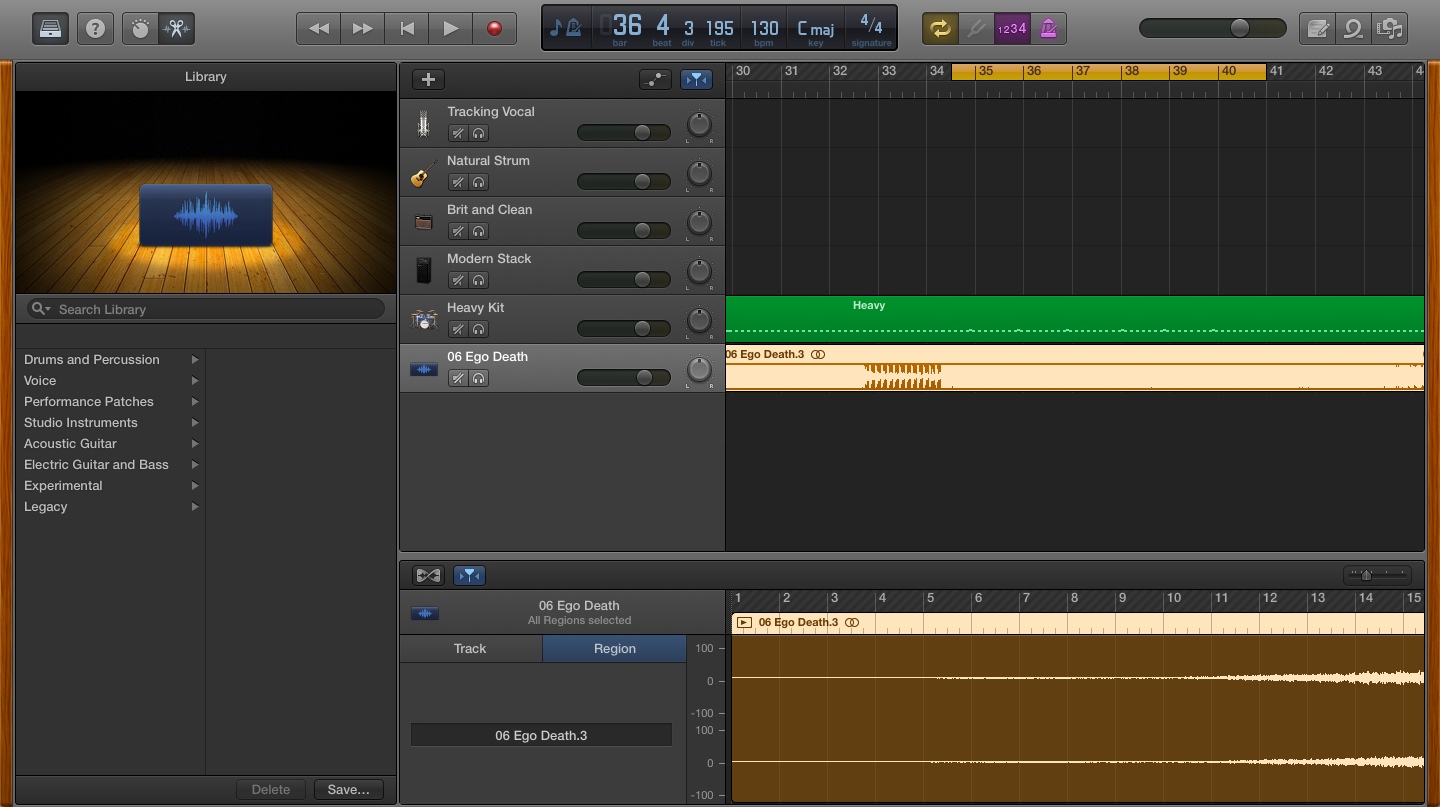 36 4 3 195 130 C maj 4/4
bar beat div tick bpm key signature
1234
Library
30 31 32 33 34 35 36 37 38 39 40 41 42 43 4
Tracking Vocal
L R
Natural Strum
L R
Brit and Clean
L R
Modern Stack
L R
Search Library
Heavy Kit
L R
Heavy
06 Ego Death
L R
06 Ego Death.3
Drums and Percussion
Voice
Performance Patches
Studio Instruments
Acoustic Guitar
Electric Guitar and Bass
Experimental
Legacy
06 Ego Death
All Regions selected
1 2 3 4 5 6 7 8 9 10 11 12 13 14 15
06 Ego Death.3
Track Region
100
0
-100
100
0
-100
06 Ego Death.3
Delete Save...